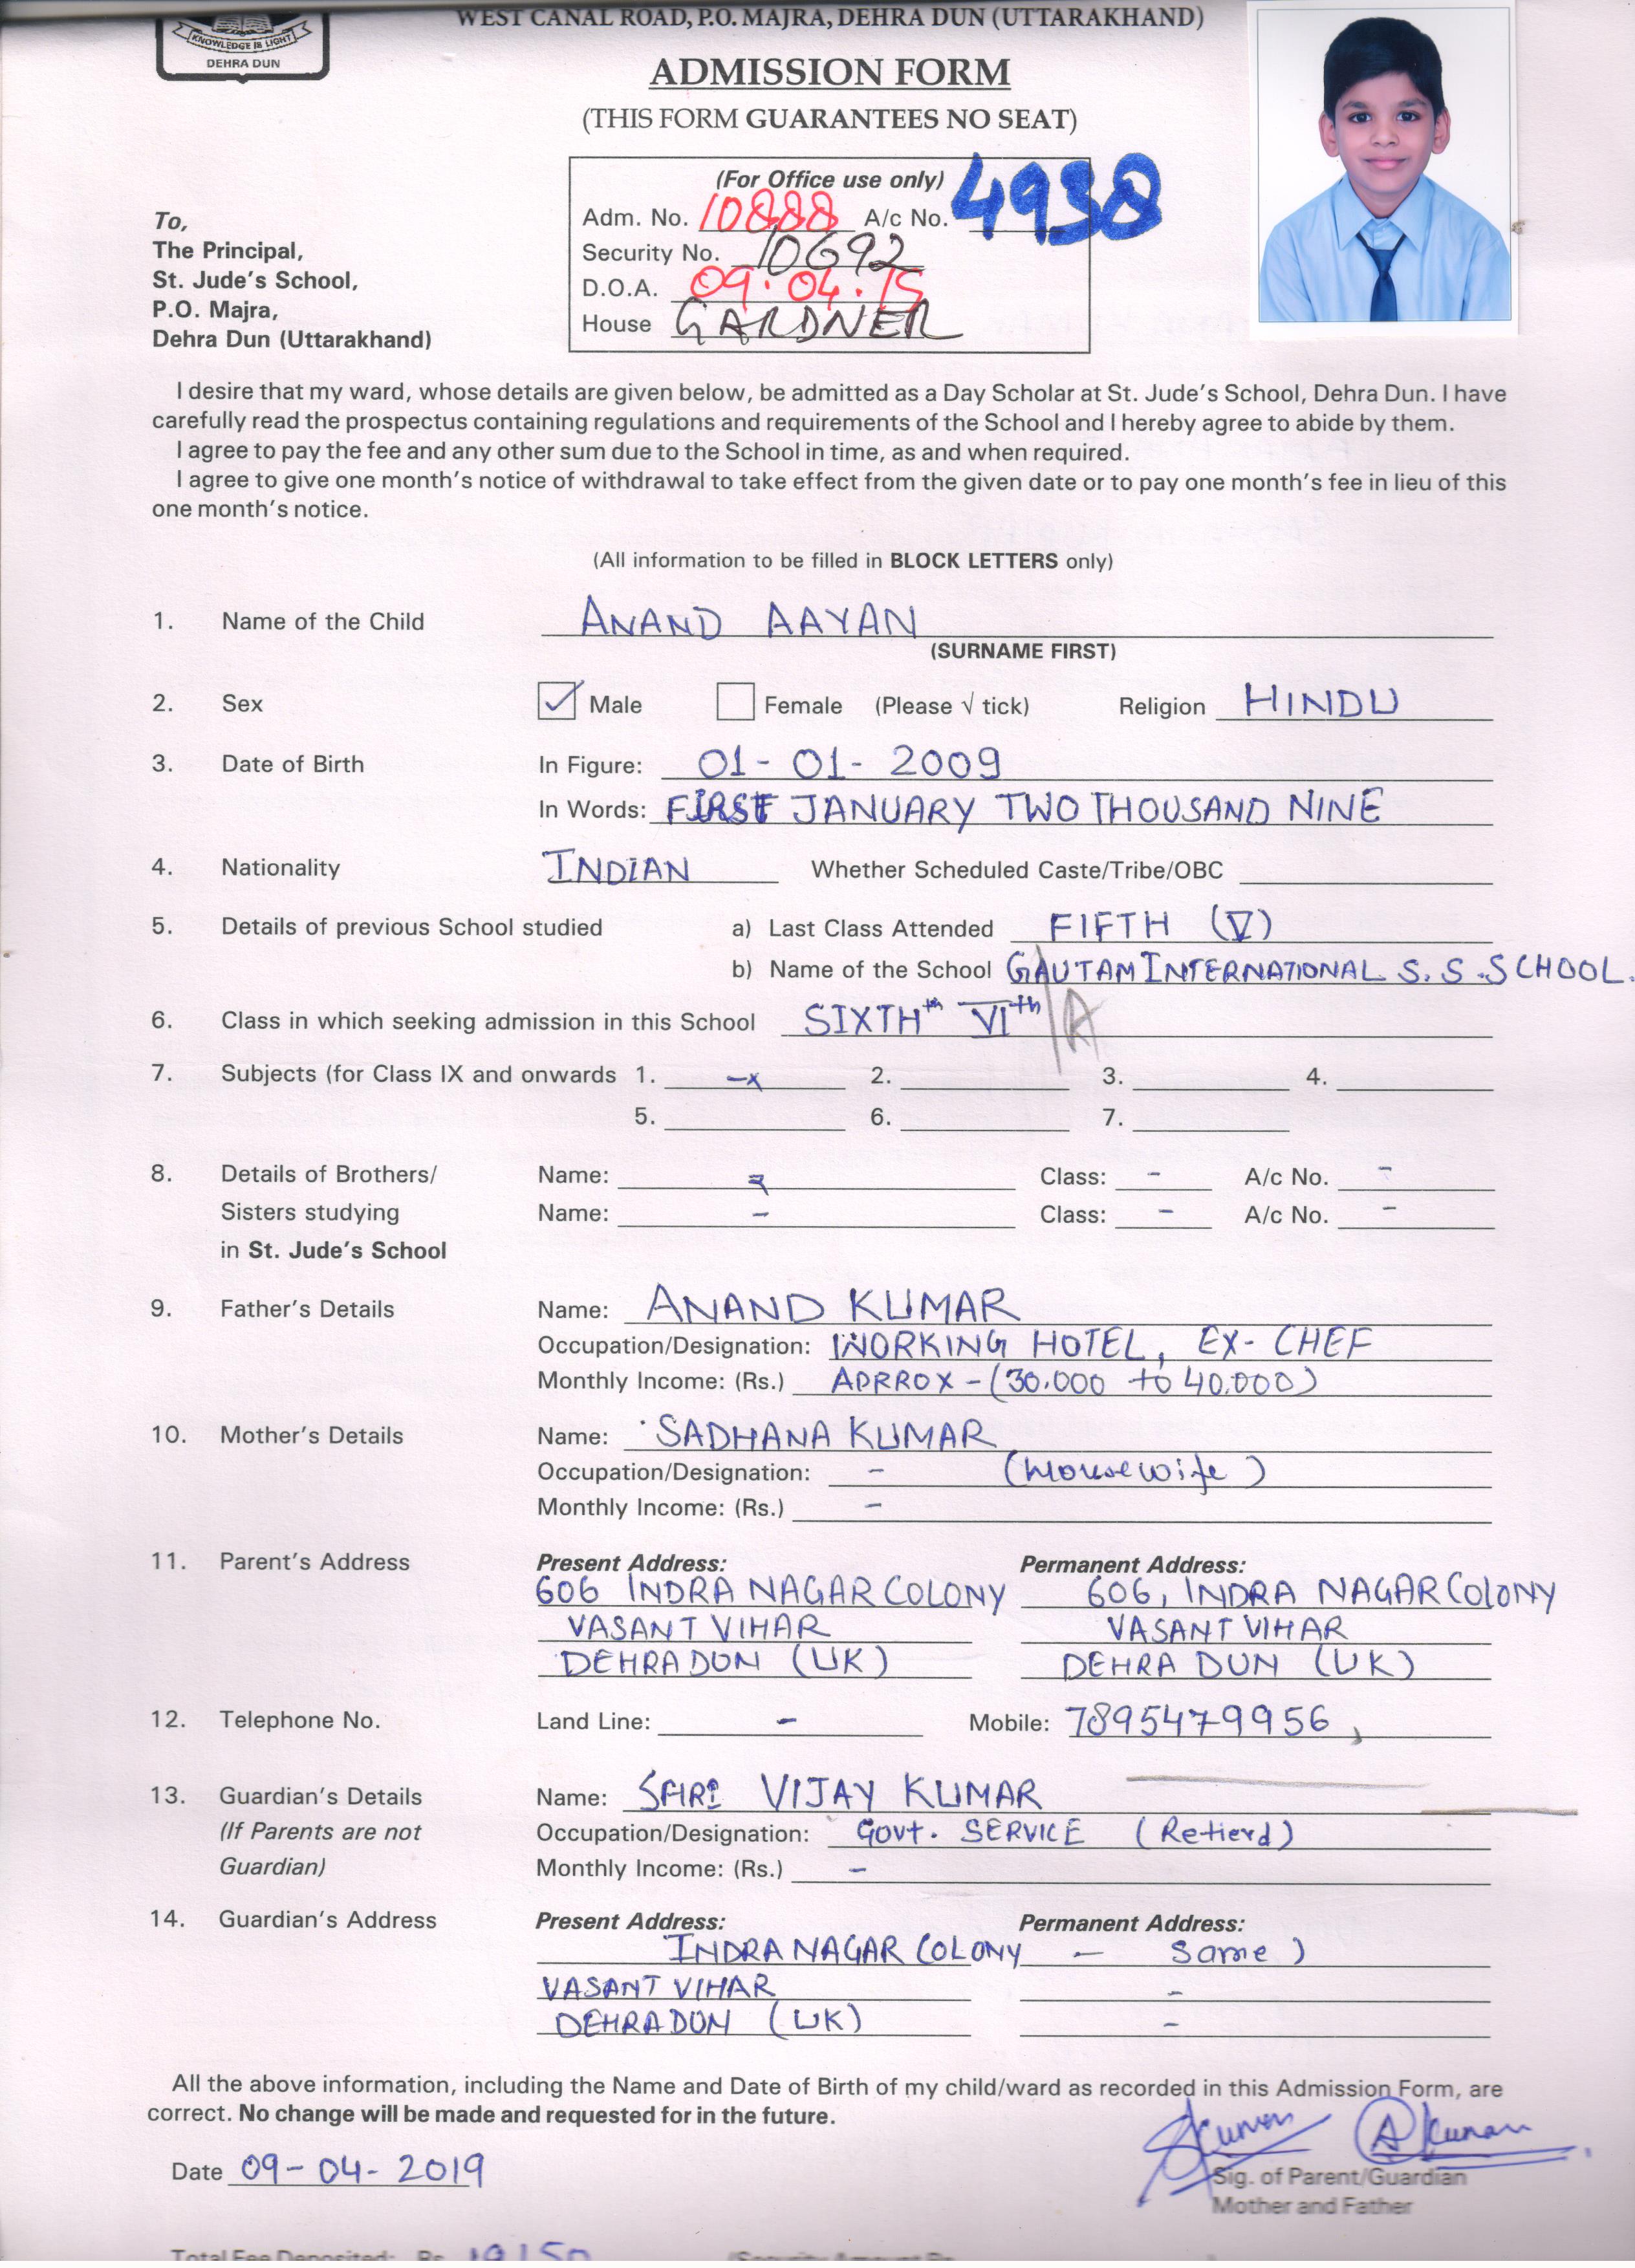 WEST CANAL ROAD, P.O. MAJRA, DEHRA DUN (UTTARAKHAND)
KNOWLEDGE IS LIGHT
DEHRA DUN
ADMISSION FORM
(THIS FORM GUARANTEES NO SEAT)
(For Office use only)
Adm. No. 10888 A/c No. 4938
Security No. 10692
D.O.A. 09.04.19
House GARDNER
To,
The Principal,
St. Jude's School,
P.O. Majra,
Dehra Dun (Uttarakhand)
I desire that my ward, whose details are given below, be admitted as a Day Scholar at St. Jude's School, Dehra Dun. I have
carefully read the prospectus containing regulations and requirements of the School and I hereby agree to abide by them.
I agree to pay the fee and any other sum due to the School in time, as and when required.
I agree to give one month's notice of withdrawal to take effect from the given date or to pay one month's fee in lieu of this
one month's notice.
(All information to be filled in BLOCK LETTERS only)
1. Name of the Child ANAND AAYAN
(SURNAME FIRST)
2. Sex Male Female (Please √ tick) Religion HINDU
3. Date of Birth In Figure: 01-01-2009
In Words: FIRST JANUARY TWO THOUSAND NINE
4. Nationality INDIAN Whether Scheduled Caste/Tribe/OBC
5. Details of previous School studied a) Last Class Attended FIFTH (V)
b) Name of the School GAUTAM INTERNATIONAL S. S. SCHOOL.
6. Class in which seeking admission in this School SIXTHth VIth /A
7. Subjects (for Class IX and onwards 1. -x 2. 3. 4.
5. 6. 7.
8. Details of Brothers/ Name: - Class: - A/c No. -
Sisters studying Name: - Class: - A/c No. -
in St. Jude's School
9. Father's Details Name: ANAND KUMAR
Occupation/Designation: WORKING HOTEL, EX-CHEF
Monthly Income: (Rs.) APRROX - (30.000 to 40.000)
10. Mother's Details Name: SADHANA KUMAR
Occupation/Designation: - (Housewife)
Monthly Income: (Rs.) -
11. Parent's Address Present Address: Permanent Address:
606 INDRA NAGAR COLONY 606, INDRA NAGAR COlONY
VASANT VIHAR VASANT VIHAR
DEHRADUN (UK) DEHRA DUN (UK)
12. Telephone No. Land Line: - Mobile: 7895479956,
13. Guardian's Details Name: SHRI VIJAY KUMAR
(If Parents are not Occupation/Designation: Govt. SERVICE (Retierd)
Guardian) Monthly Income: (Rs.) -
14. Guardian's Address Present Address: Permanent Address:
INDRA NAGAR COLONY - Same )
VASANT VIHAR -
DEHRADUN (UK) -
All the above information, including the Name and Date of Birth of my child/ward as recorded in this Admission Form, are
correct. No change will be made and requested for in the future.
SKumar AKumar
Date 09-04-2019
Sig. of Parent/Guardian
Mother and Father
Total Fee Deposited: Rs. 19150 (Security Amount Rs.